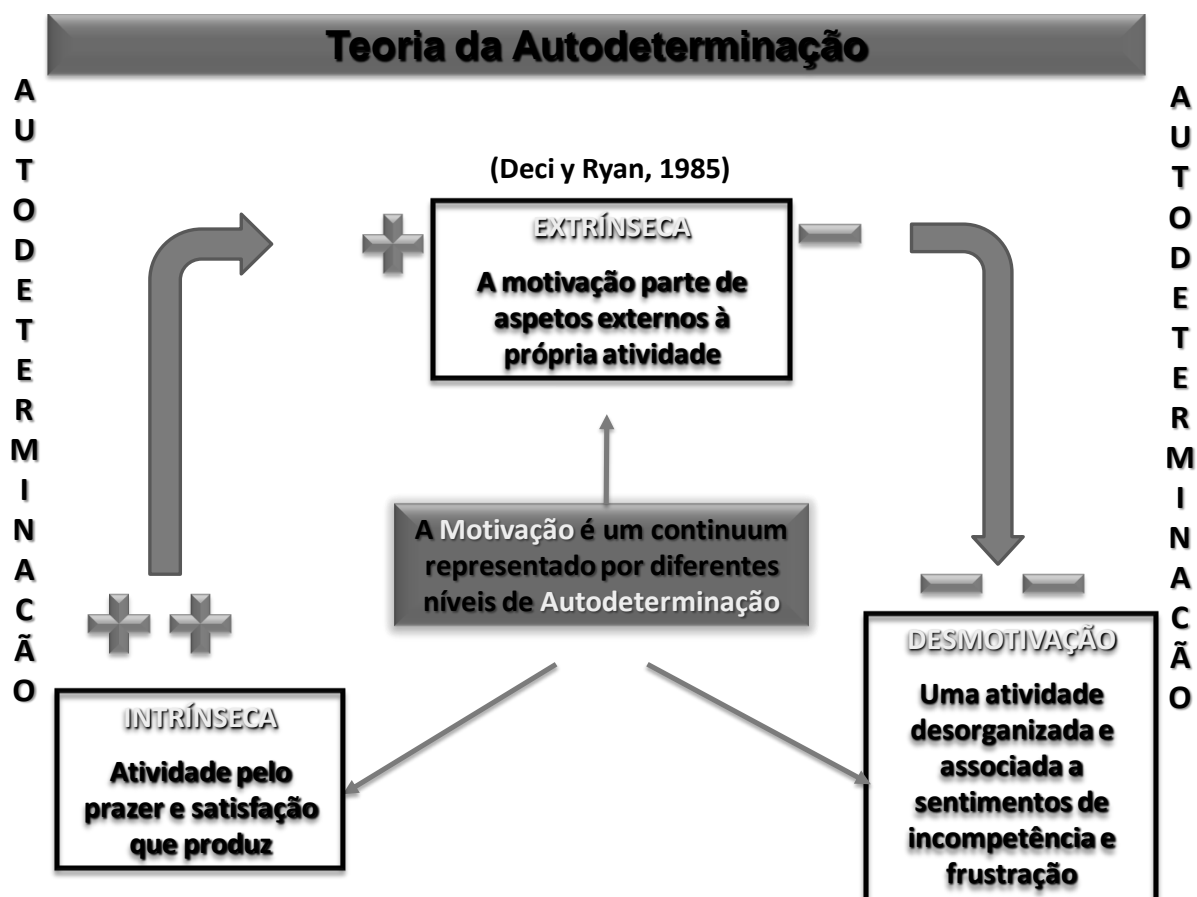 Teoria da Autodeterminação
AUTODETERMINACÃO
AUTODETERMINACÃO
(Deci y Ryan, 1985)
EXTRÍNSECA
A motivação parte de
aspetos externos à
própria atividade
A Motivação é um continuum
representado por diferentes
níveis de Autodeterminação
INTRÍNSECA
Atividade pelo
prazer e satisfação
que produz
DESMOTIVAÇÃO
Uma atividade
desorganizada e
associada a
sentimentos de
incompetência e
frustração